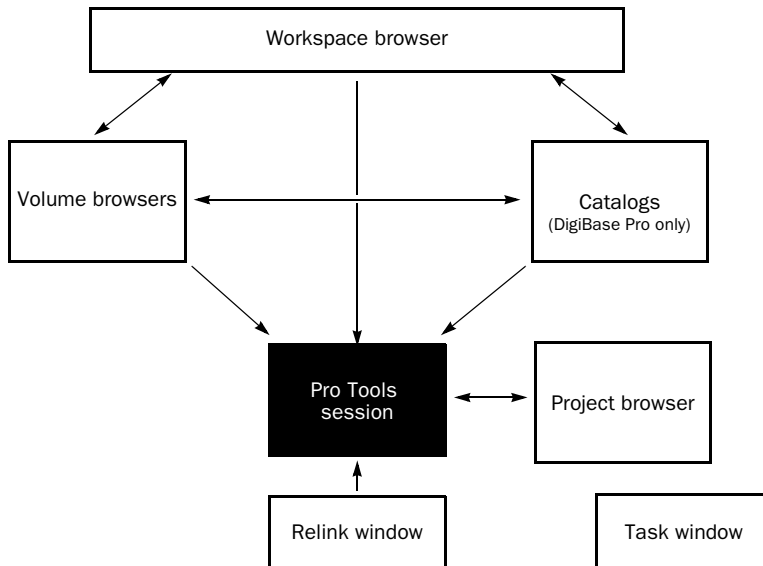 Workspace browser
Volume browsers
Catalogs
(DigiBase Pro only)
Pro Tools
session
Project browser
Relink window
Task window